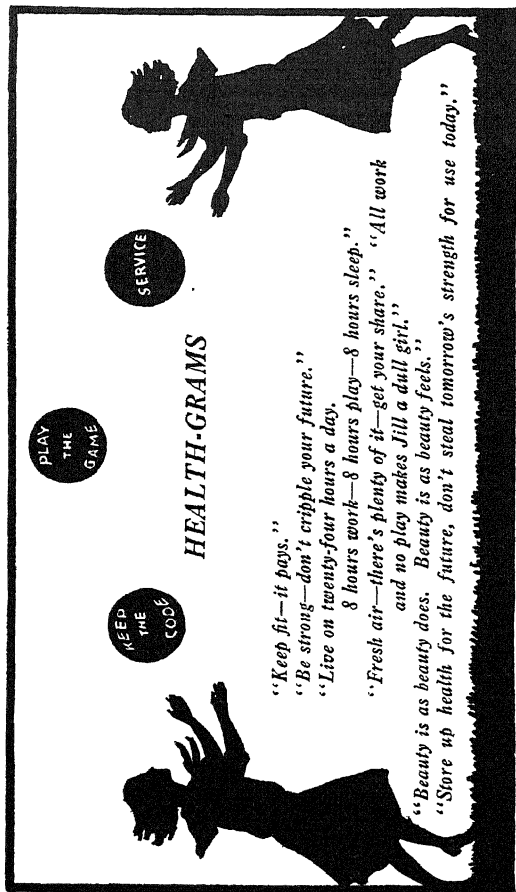 KEEP
THE
CODE
PLAY
THE
GAME
SERVICE
HEALTH-GRAMS
“Keep fit—it pays.”
“Be strong—don't cripple your future.”
“Live on twenty-four hours a day.
8 hours work—8 hours play—8 hours sleep.”
“Fresh air—there's plenty of it—get your share.” “All work
and no play makes Jill a dull girl.”
“Beauty is as beauty does. Beauty is as beauty feels.”
“Store up health for the future, don't steal tomorrow's strength for use today.”